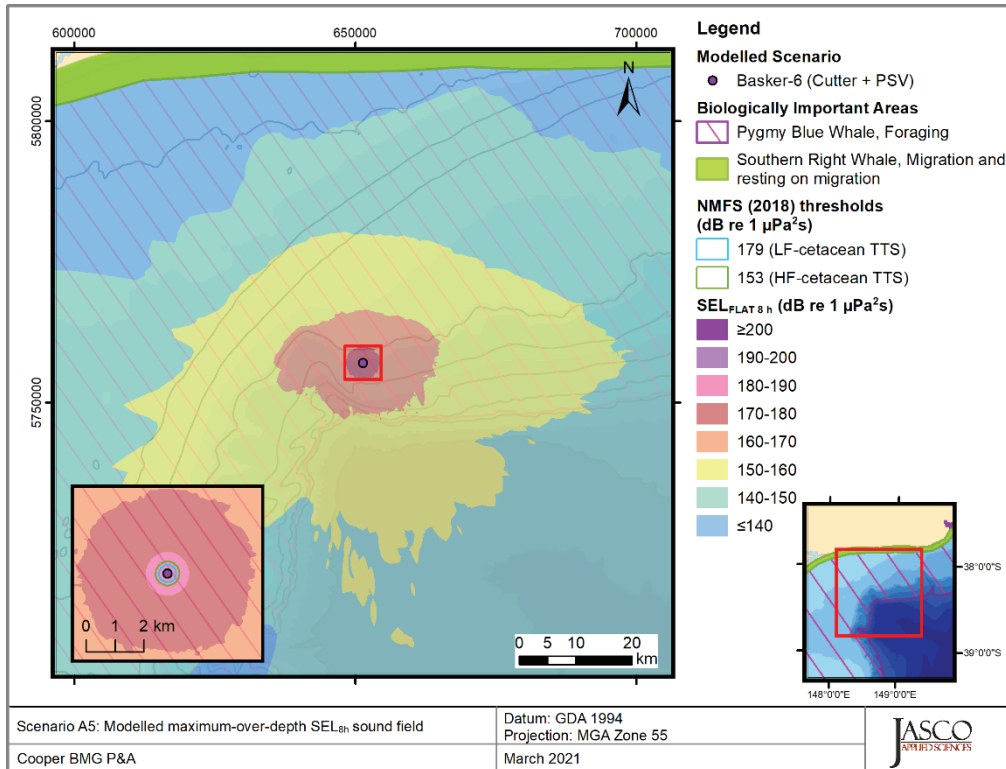 600000
650000
700000
5800000
5750000
N
0 1 2 km
0 5 10 20
km
Legend
Modelled Scenario
Basker-6 (Cutter + PSV)
Biologically Important Areas
Pygmy Blue Whale, Foraging
Southern Right Whale, Migration and
resting on migration
NMFS (2018) thresholds
(dB re 1 µPa²s)
179 (LF-cetacean TTS)
153 (HF-cetacean TTS)
SEL_FLAT 8 h (dB re 1 µPa²s)
≥200
190-200
180-190
170-180
160-170
150-160
140-150
≤140
38°0'0"S
39°0'0"S
148°0'0"E 149°0'0"E
Scenario A5: Modelled maximum-over-depth SEL8h sound field
Datum: GDA 1994
Projection: MGA Zone 55
Cooper BMG P&A
March 2021
JASCO
APPLIED SCIENCES